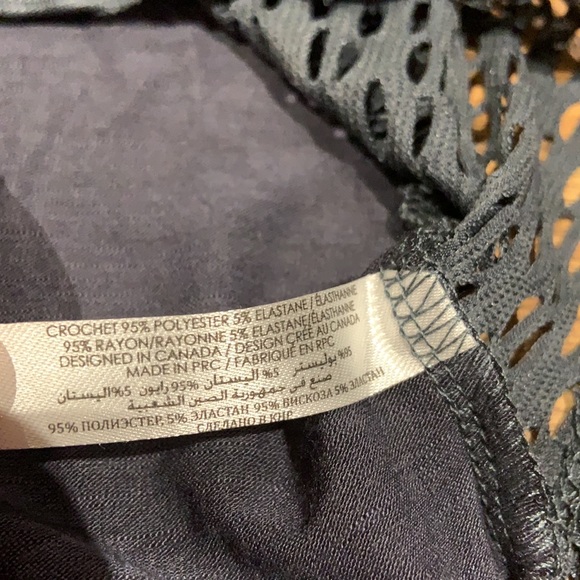 CROCHET 95% POLYESTER 5% ELASTANE / ÉLASTHANNE
95% RAYON/RAYONNE 5% ELASTANE / ÉLASTHANNE
DESIGNED IN CANADA / DESIGN CRÉÉ AU CANADA
MADE IN PRC / FABRIQUÉ EN RPC
95% بوليستر 5% اليستان 95% رايون 5% اليستان
صنع في جمهورية الصين الشعبية
95% ПОЛИЭСТЕР, 5% ЭЛАСТАН 95% ВИСКОЗА 5% ЭЛАСТАН
СДЕЛАНО В КНР